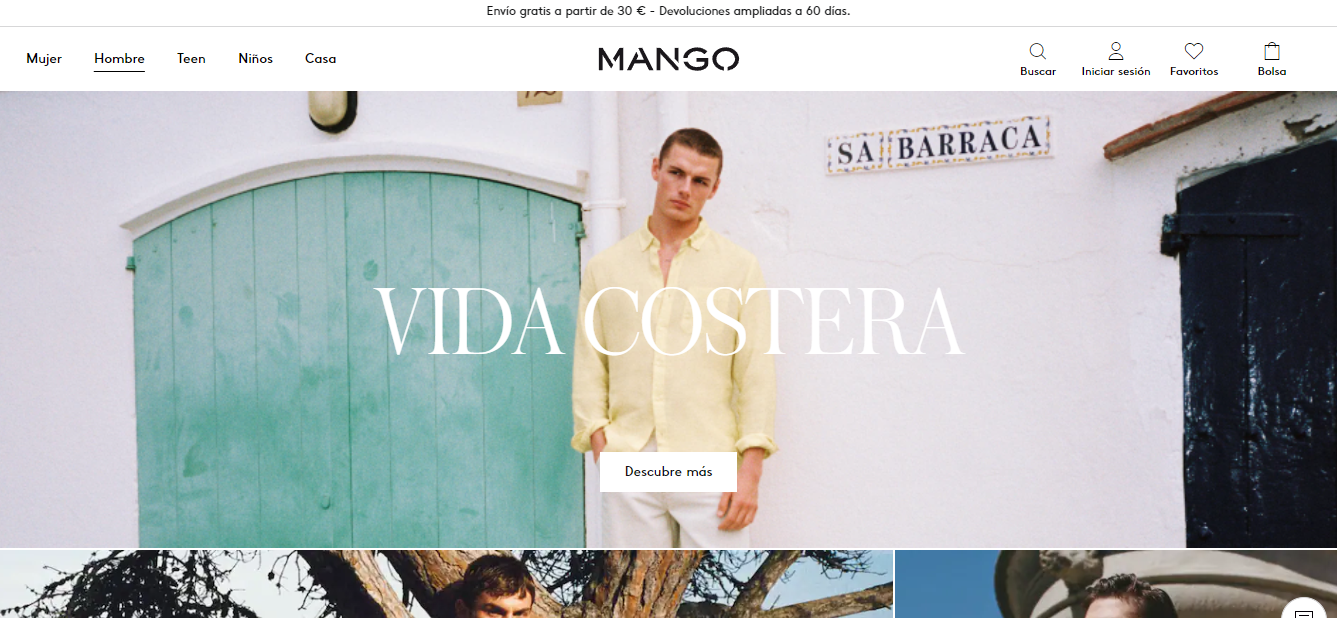 Envío gratis a partir de 30 € - Devoluciones ampliadas a 60 días.
Mujer Hombre Teen Niños Casa
MANGO
Buscar Iniciar sesión Favoritos Bolsa
SA BARRACA
VIDA COSTERA
Descubre más